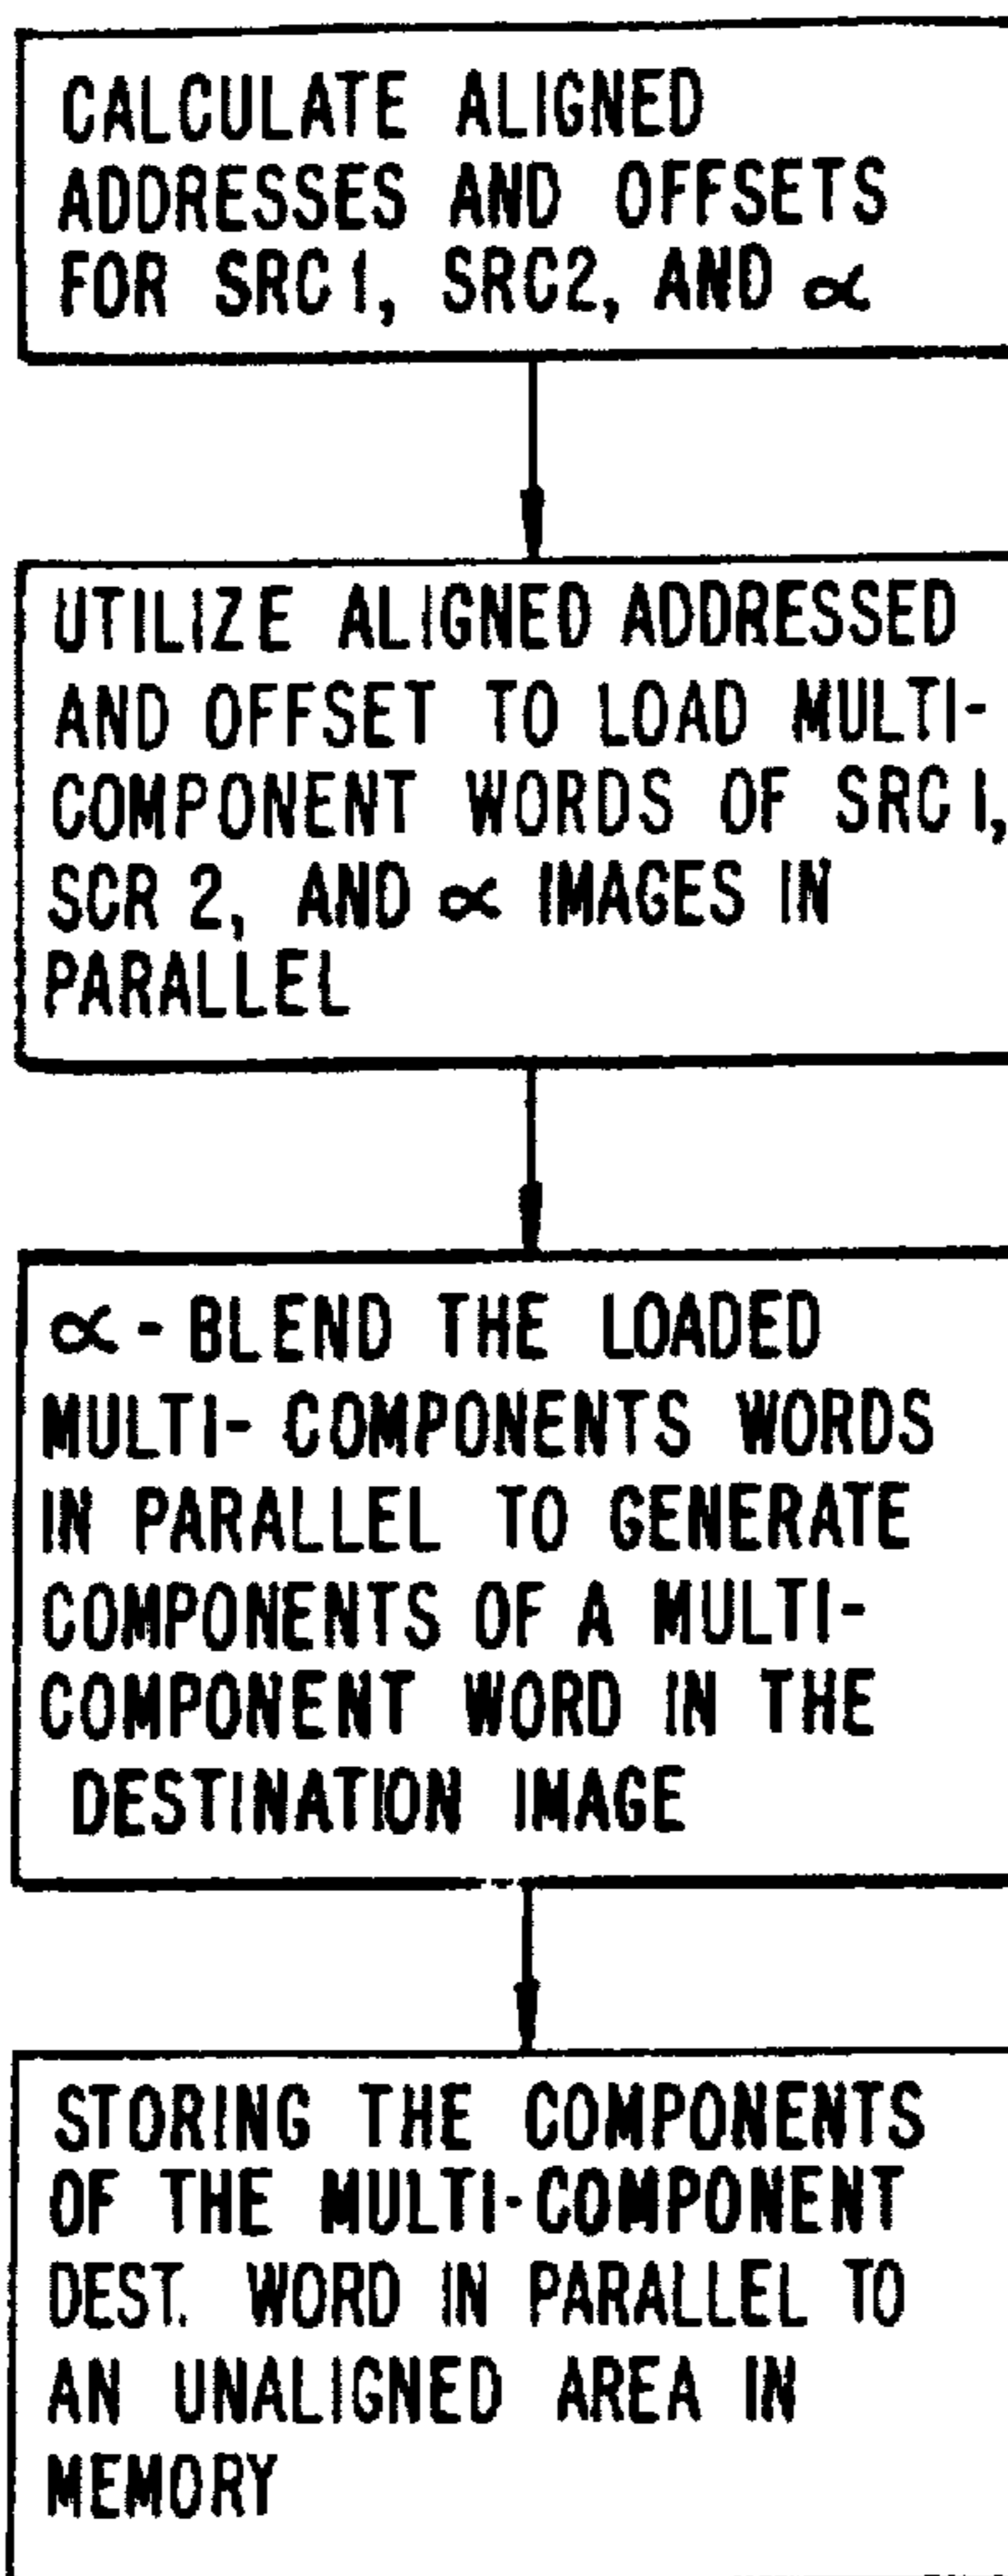 CALCULATE ALIGNED
ADDRESSES AND OFFSETS
FOR SRC1, SRC2, AND α
UTILIZE ALIGNED ADDRESSED
AND OFFSET TO LOAD MULTI-
COMPONENT WORDS OF SRC1,
SCR 2, AND α IMAGES IN
PARALLEL
α - BLEND THE LOADED
MULTI- COMPONENTS WORDS
IN PARALLEL TO GENERATE
COMPONENTS OF A MULTI-
COMPONENT WORD IN THE
DESTINATION IMAGE
STORING THE COMPONENTS
OF THE MULTI-COMPONENT
DEST. WORD IN PARALLEL TO
AN UNALIGNED AREA IN
MEMORY